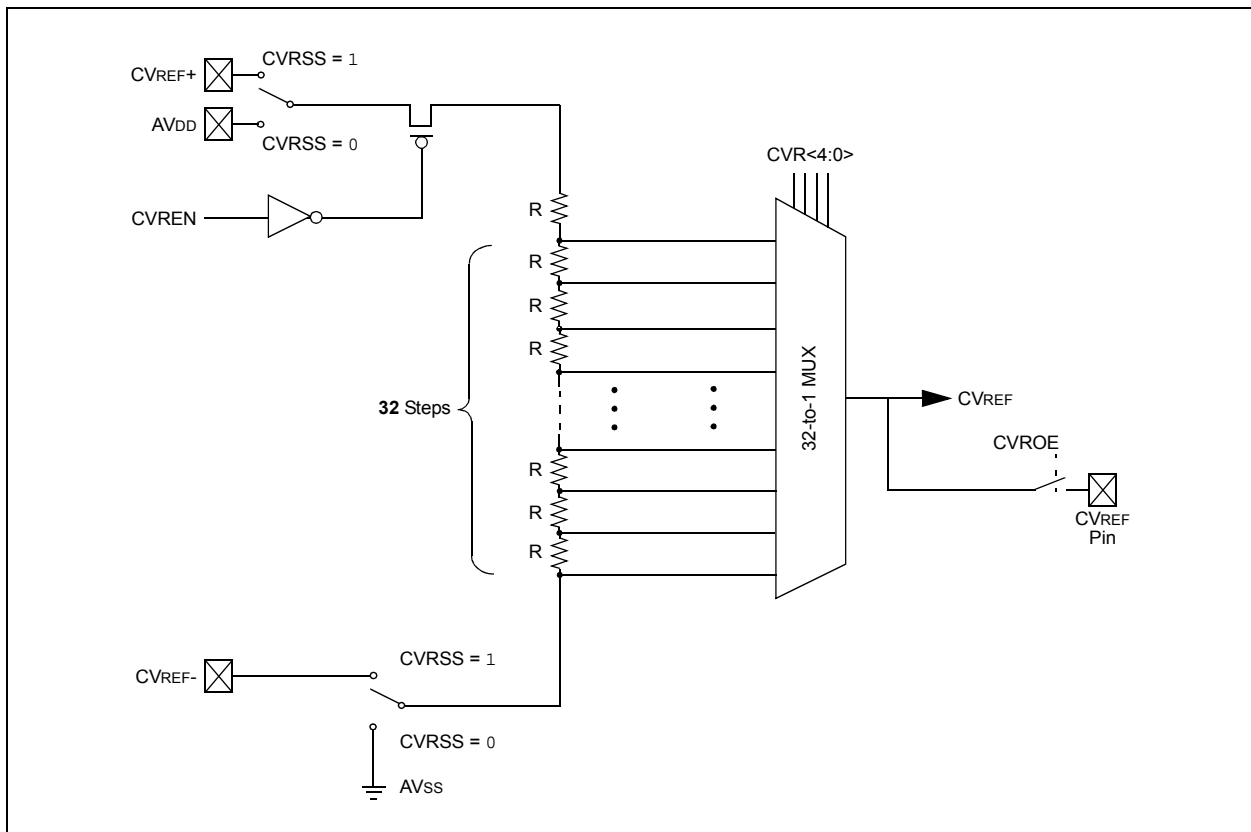 CVRSS = 1
CVREF+
AVDD
CVRSS = 0
CVR<4:0>
CVREN
R
R
R
R
32 Steps
32-to-1 MUX
CVREF
CVROE
R
R
R
CVREF
Pin
CVRSS = 1
CVREF-
CVRSS = 0
AVSS